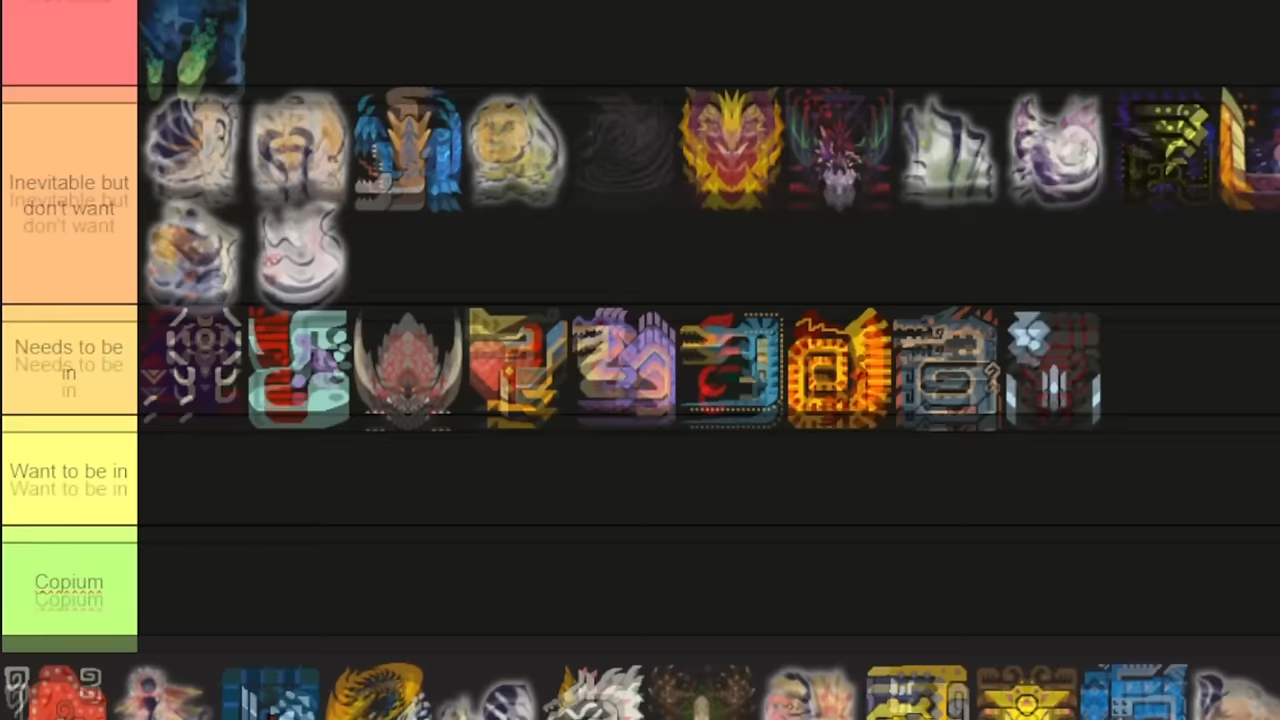 Inevitable but
don't want
Needs to be
in
Want to be in
Copium